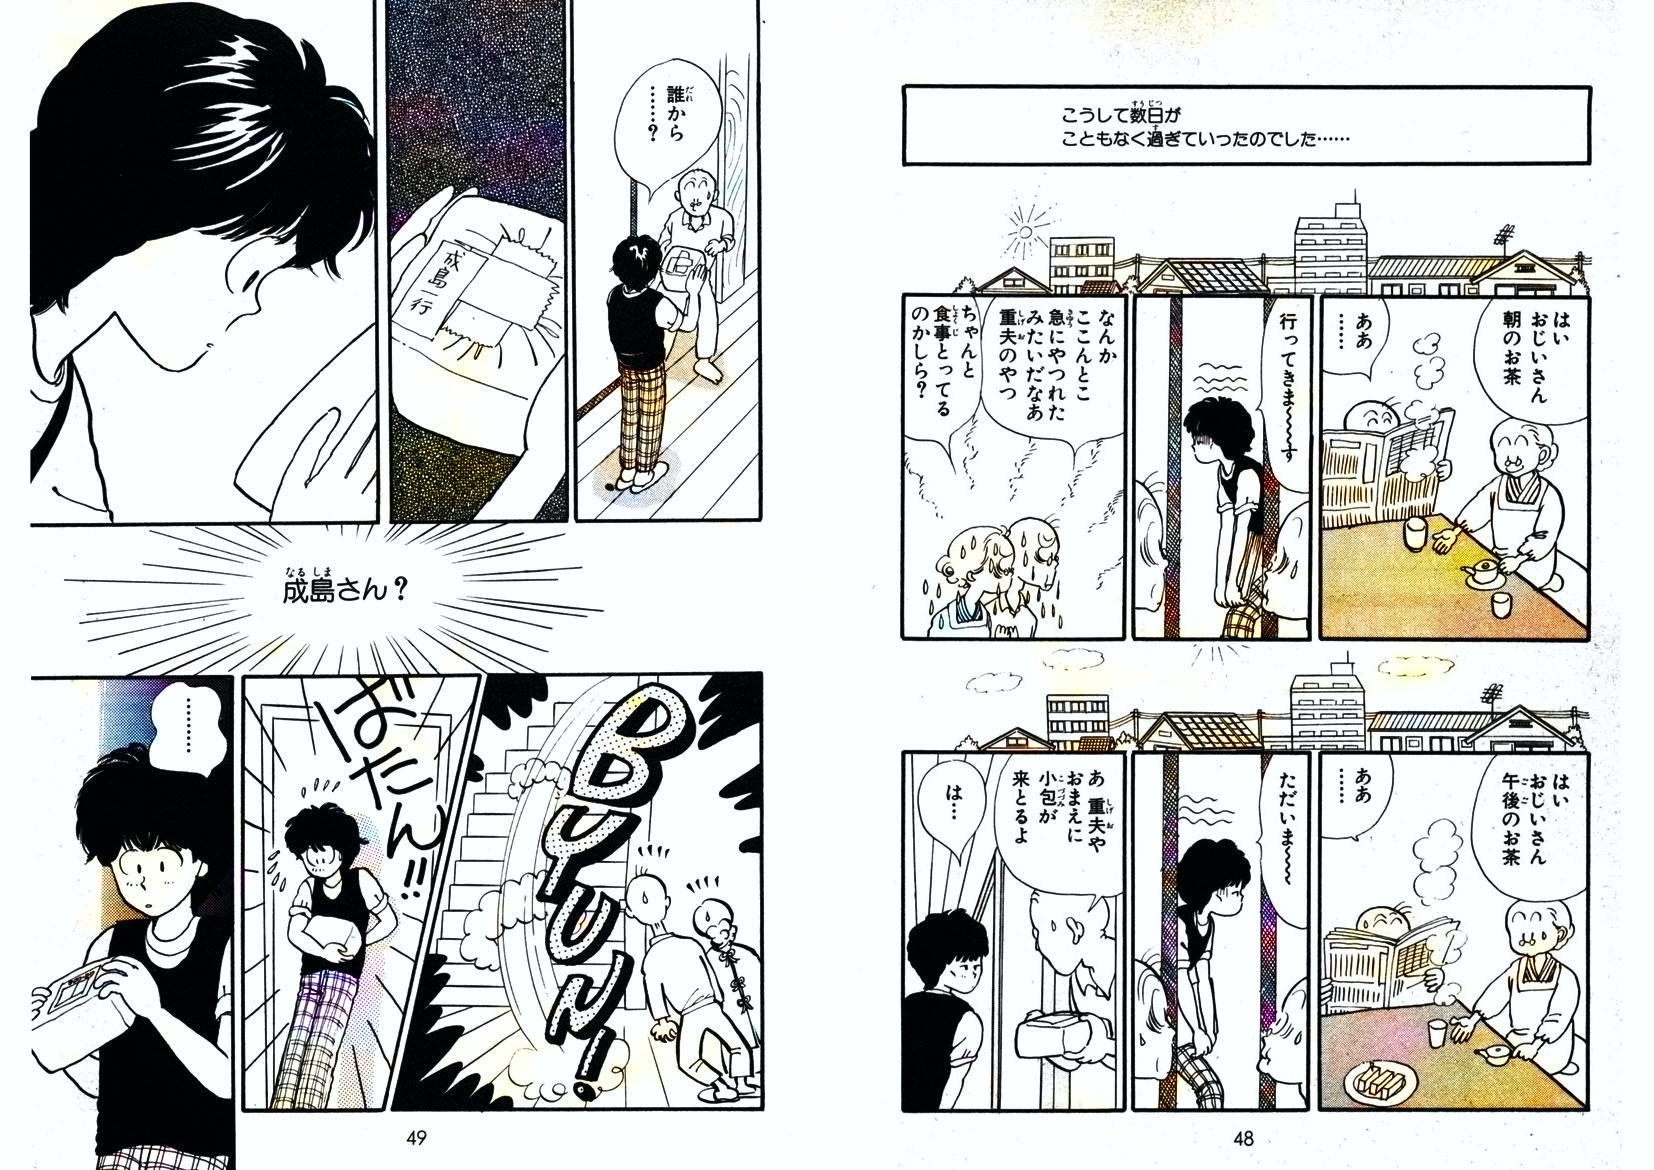 こうして数日が
こともなく過ぎていったのでした……
はい
おじいさん
朝のお茶
ああ
……
行ってきま〜〜〜す
なんか
ここんとこ
急にやつれた
みたいだなあ
重夫のやつ
ちゃんと
食事とってる
のかしら？
はい
おじいさん
午後のお茶
ああ
……
ただいま〜〜〜
あ 重夫や
おまえに
小包が
来とるよ
は…
48
誰から
……？
成島一行
成島さん？
BYUN!
ばたん!!
………
49